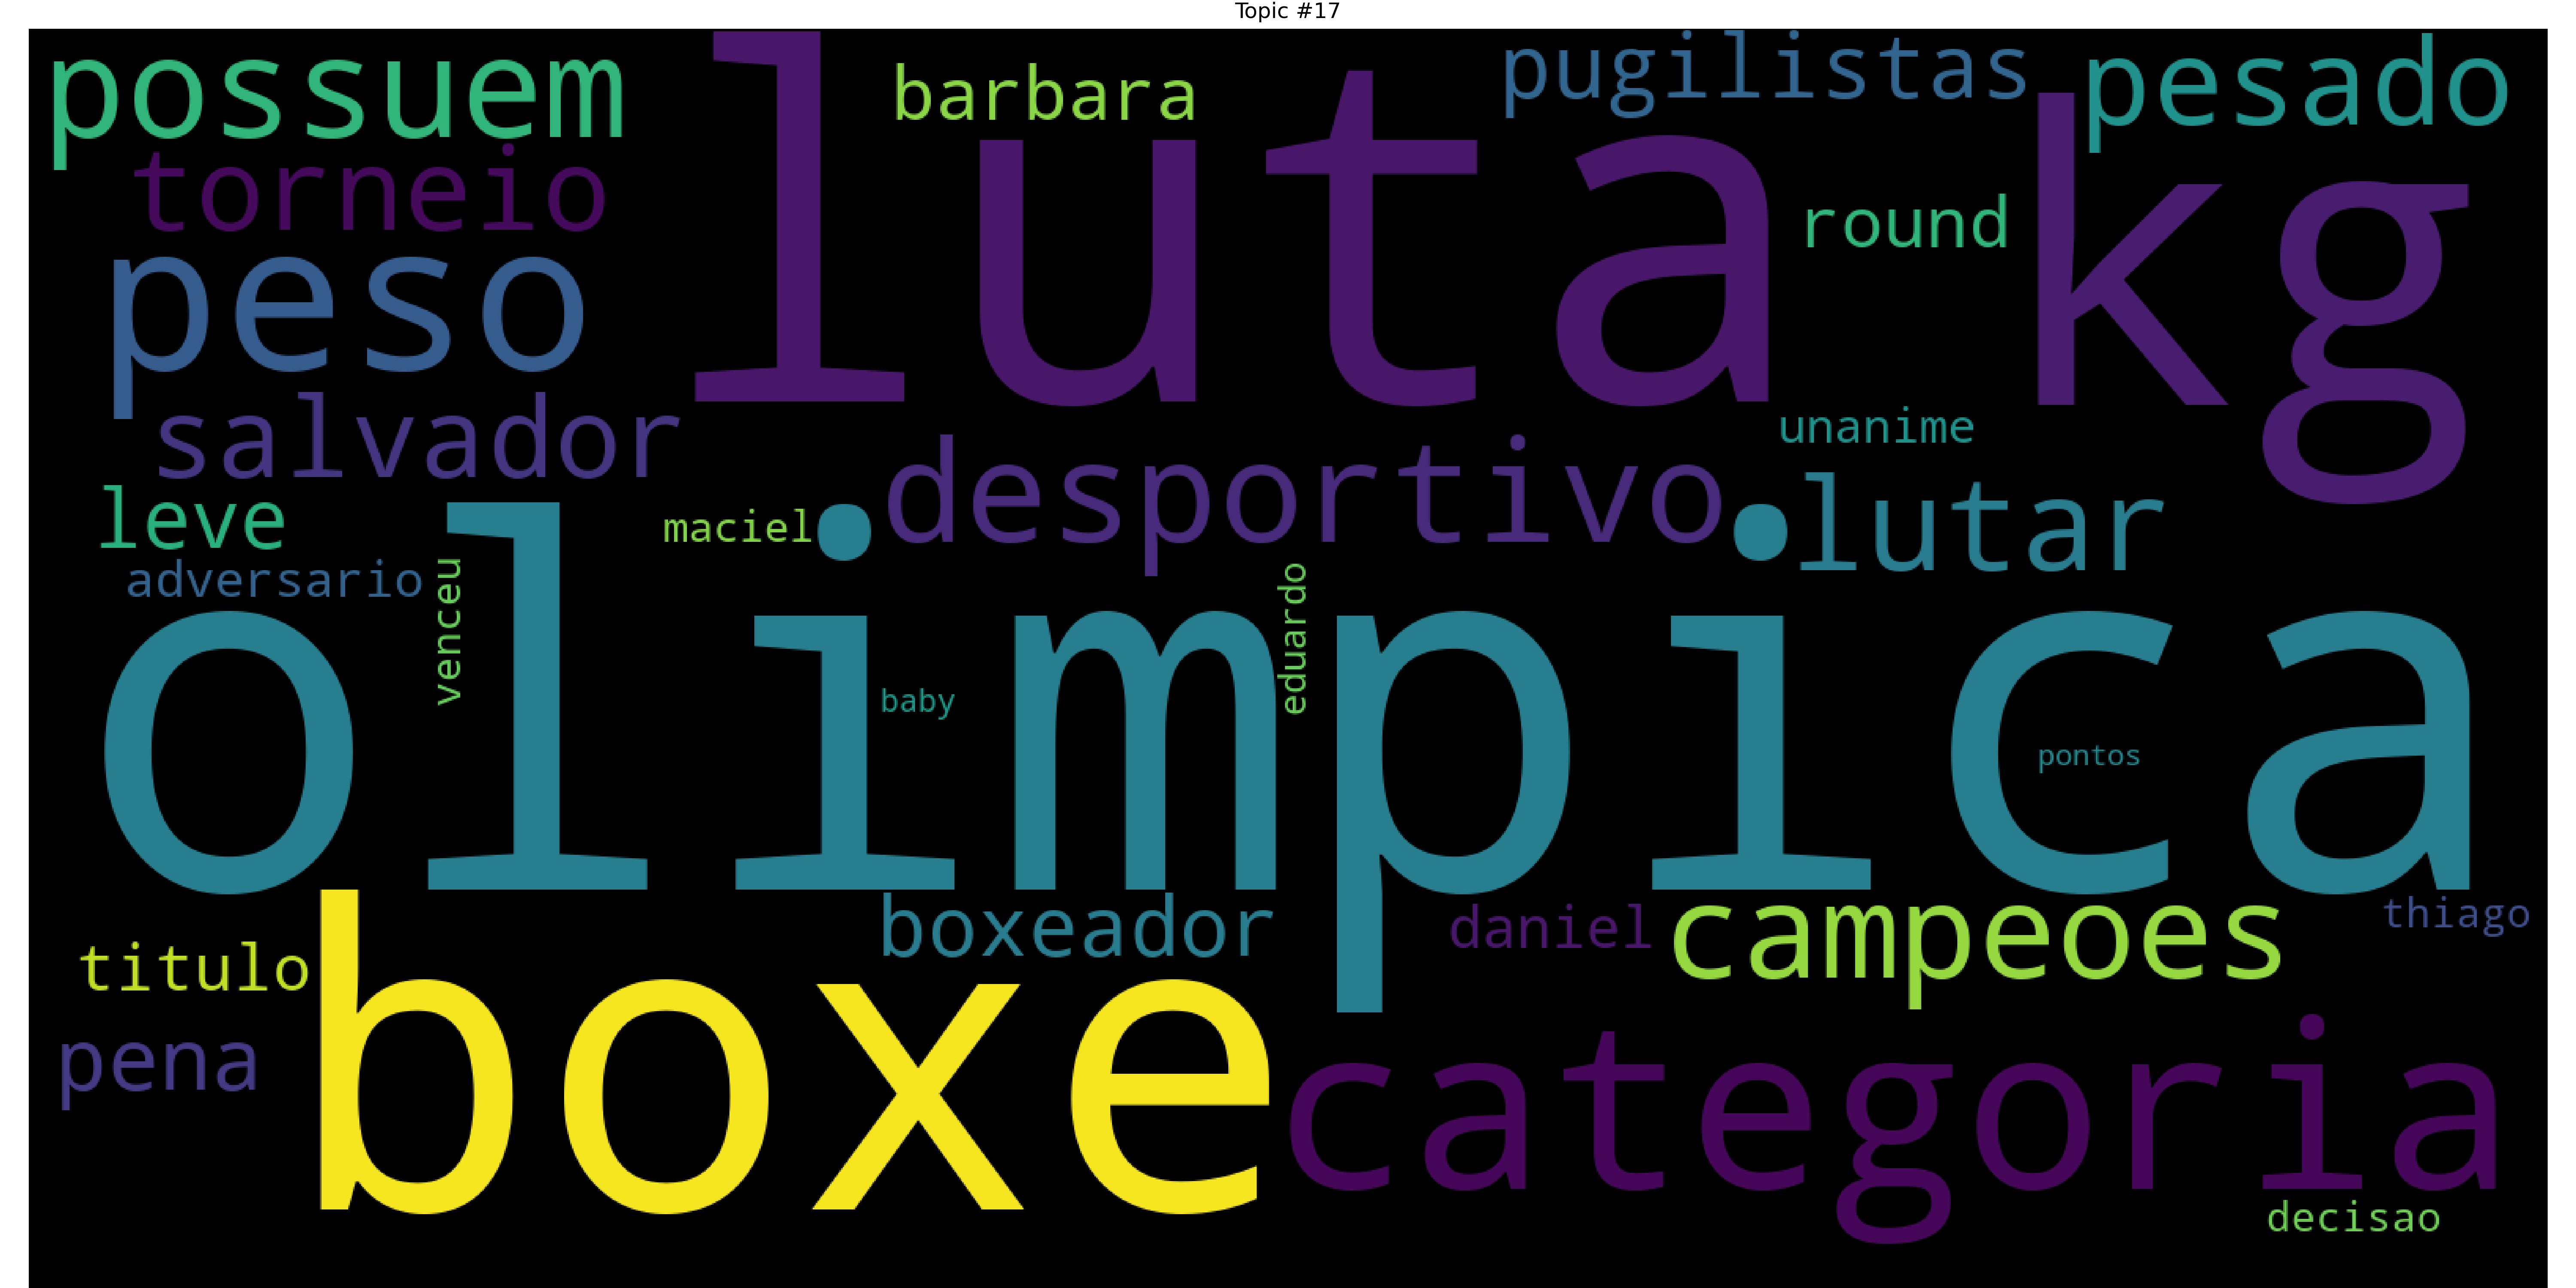 Topic #17
possuem
luta
barbara
pugilistas
pesado
torneio
round
kg
peso
salvador
unanime
desportivo
leve
maciel
lutar
adversario
venceu
eduardo
olimpica
baby
pontos
boxeador
daniel
campeoes
thiago
titulo
boxe
pena
categoria
decisao